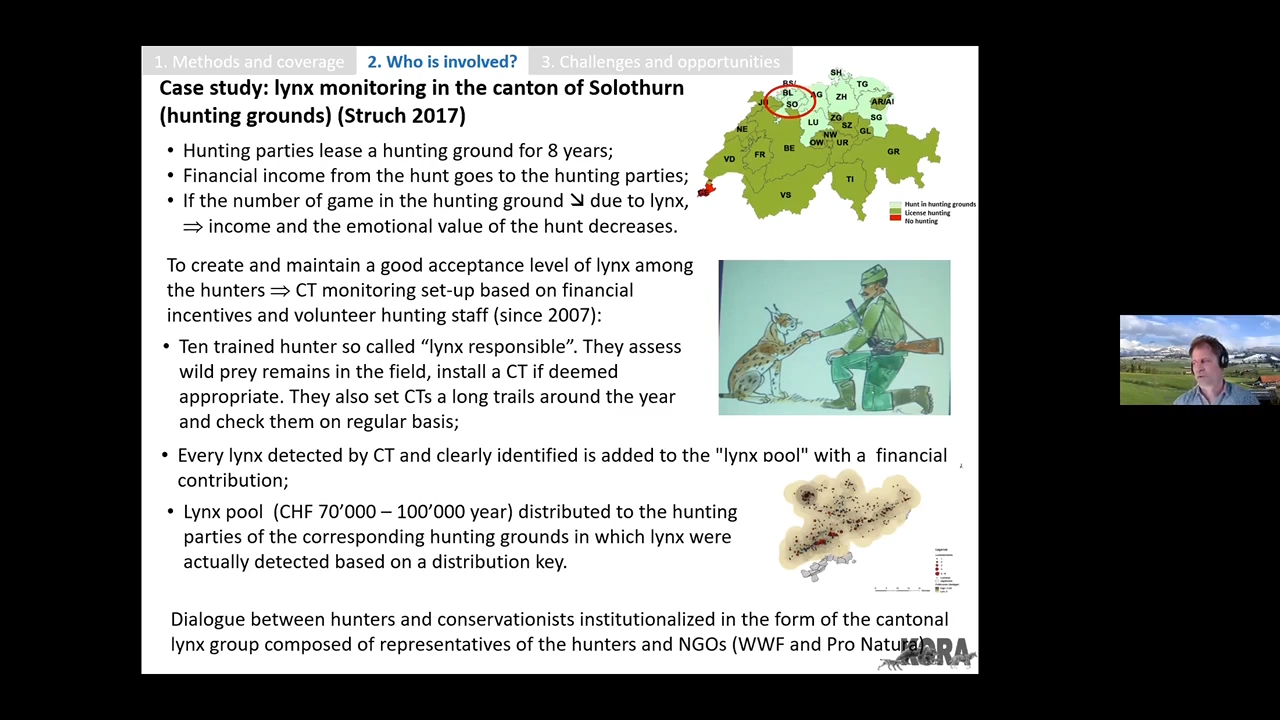 1. Methods and coverage 2. Who is involved? 3. Challenges and opportunities
Case study: lynx monitoring in the canton of Solothurn
(hunting grounds) (Struch 2017)
• Hunting parties lease a hunting ground for 8 years;
• Financial income from the hunt goes to the hunting parties;
• If the number of game in the hunting ground ↘ due to lynx,
⇒ income and the emotional value of the hunt decreases.
To create and maintain a good acceptance level of lynx among
the hunters ⇒ CT monitoring set-up based on financial
incentives and volunteer hunting staff (since 2007):
• Ten trained hunter so called “lynx responsible”. They assess
wild prey remains in the field, install a CT if deemed
appropriate. They also set CTs a long trails around the year
and check them on regular basis;
• Every lynx detected by CT and clearly identified is added to the "lynx pool" with a financial
contribution;
• Lynx pool (CHF 70’000 – 100’000 year) distributed to the hunting
parties of the corresponding hunting grounds in which lynx were
actually detected based on a distribution key.
Dialogue between hunters and conservationists institutionalized in the form of the cantonal
lynx group composed of representatives of the hunters and NGOs (WWF and Pro Natura)
KORA
SH
BS/
BL
TG
JU
SO
AG
ZH
AR/AI
LU
ZG
SZ
SG
NE
NW
GL
OW
UR
BE
FR
VD
GR
TI
VS
Hunt in hunting grounds
License hunting
No hunting